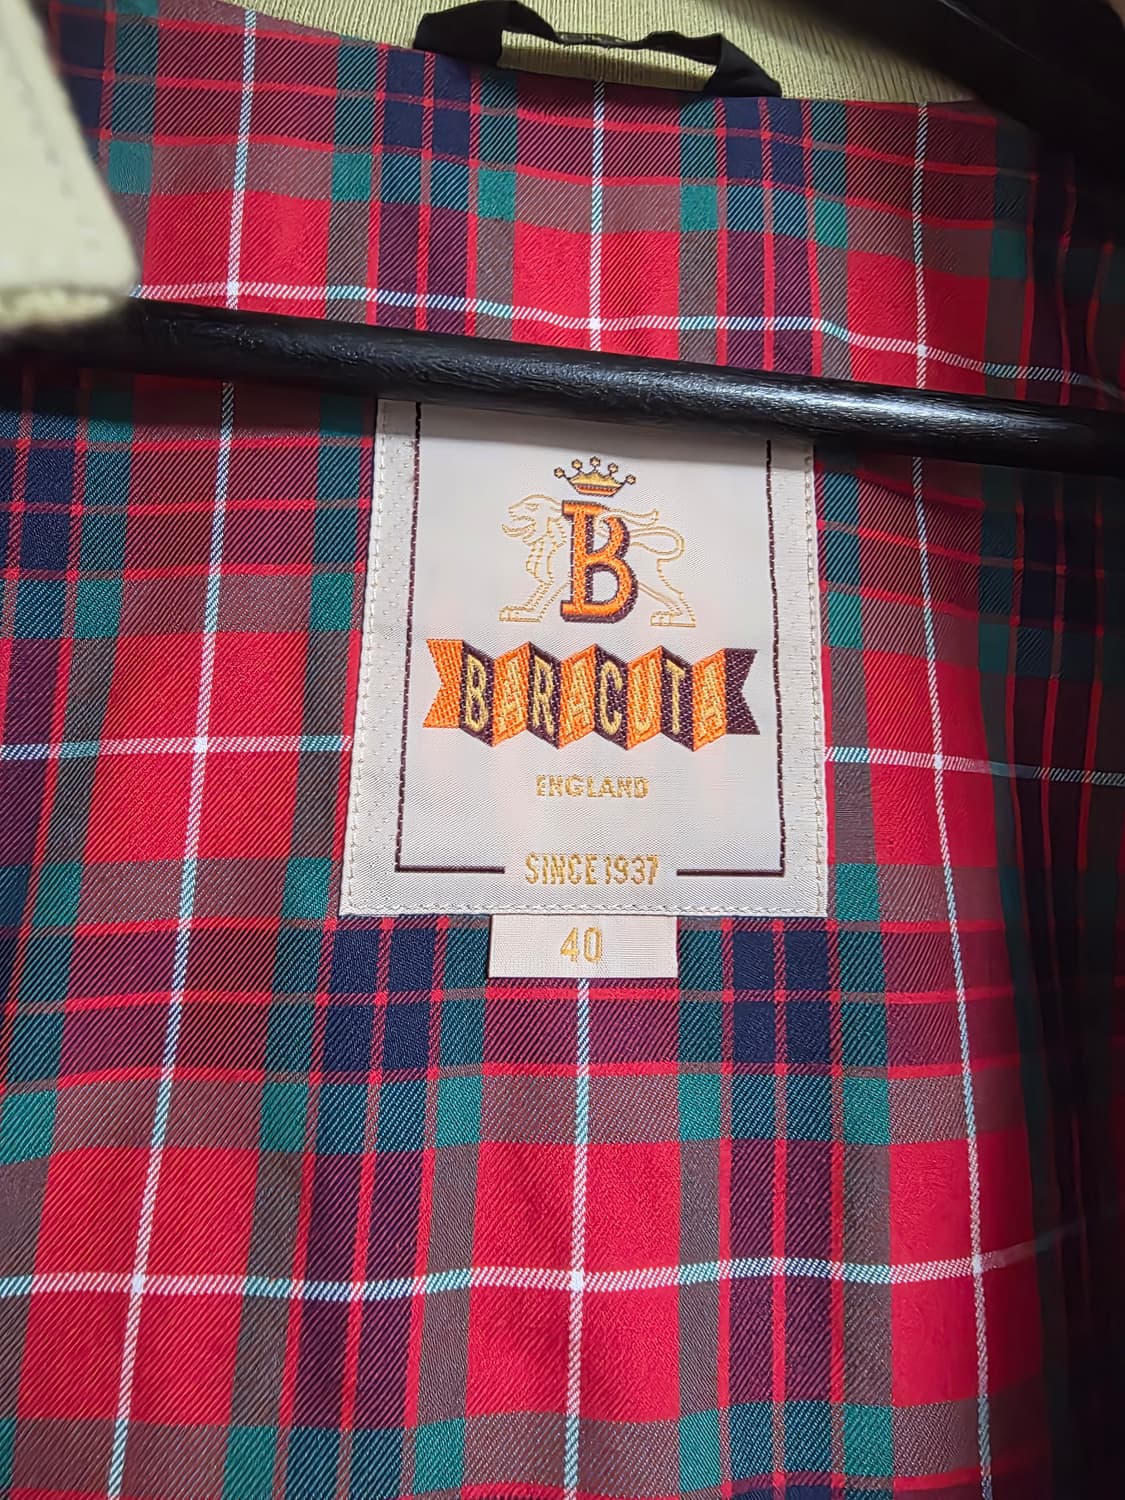 B
BARACUTA
ENGLAND
SINCE 1937
40